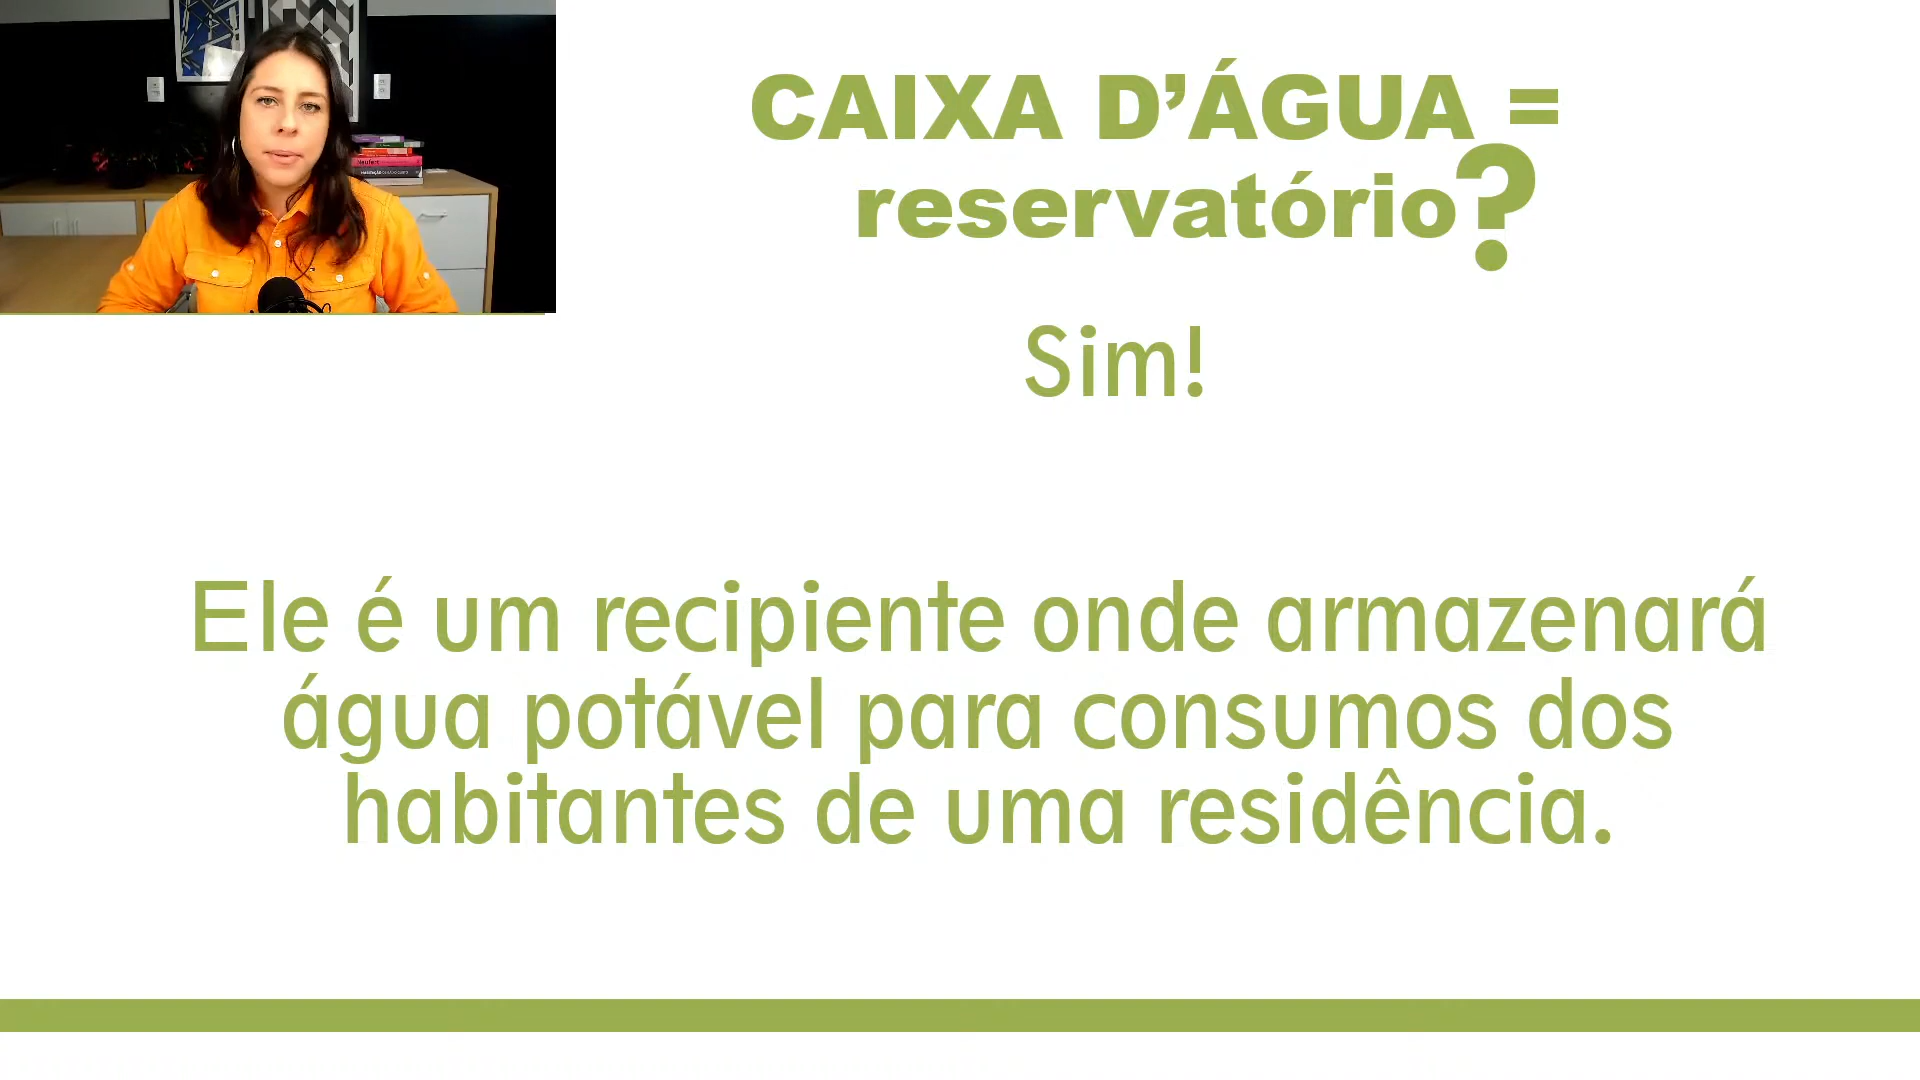 CAIXA D’ÁGUA =
reservatório?
Sim!
Ele é um recipiente onde armazenará
água potável para consumos dos
habitantes de uma residência.